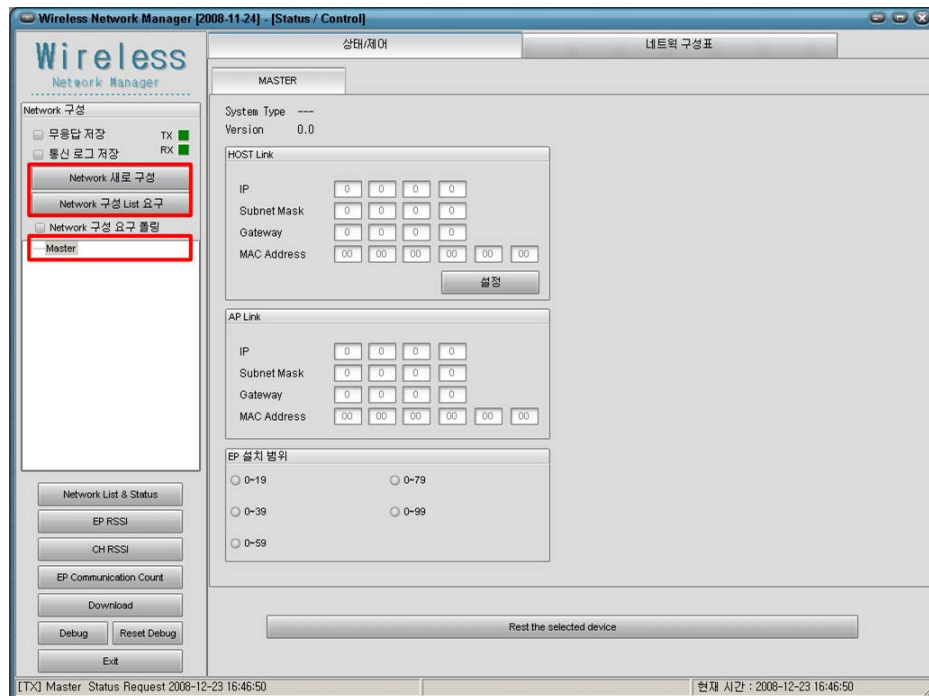 Wireless Network Manager [2008-11-24] - [Status / Control]
Wireless
Network Manager
Network 구성
무응답 저장 TX
통신 로그 저장 RX
Network 새로 구성
Network 구성 List 요구
Network 구성 요구 폴링
Master
Network List & Status
EP RSSI
CH RSSI
EP Communication Count
Download
Debug Reset Debug
Exit
상태/제어 네트웍 구성표
MASTER
System Type ---
Version 0.0
HOST Link
IP 0 0 0 0
Subnet Mask 0 0 0 0
Gateway 0 0 0 0
MAC Address 00 00 00 00 00 00
설정
AP Link
IP 0 0 0 0
Subnet Mask 0 0 0 0
Gateway 0 0 0 0
MAC Address 00 00 00 00 00 00
EP 설치 범위
0~19 0~79
0~39 0~99
0~59
Rest the selected device
[TX] Master Status Request 2008-12-23 16:46:50 현재 시간 : 2008-12-23 16:46:50